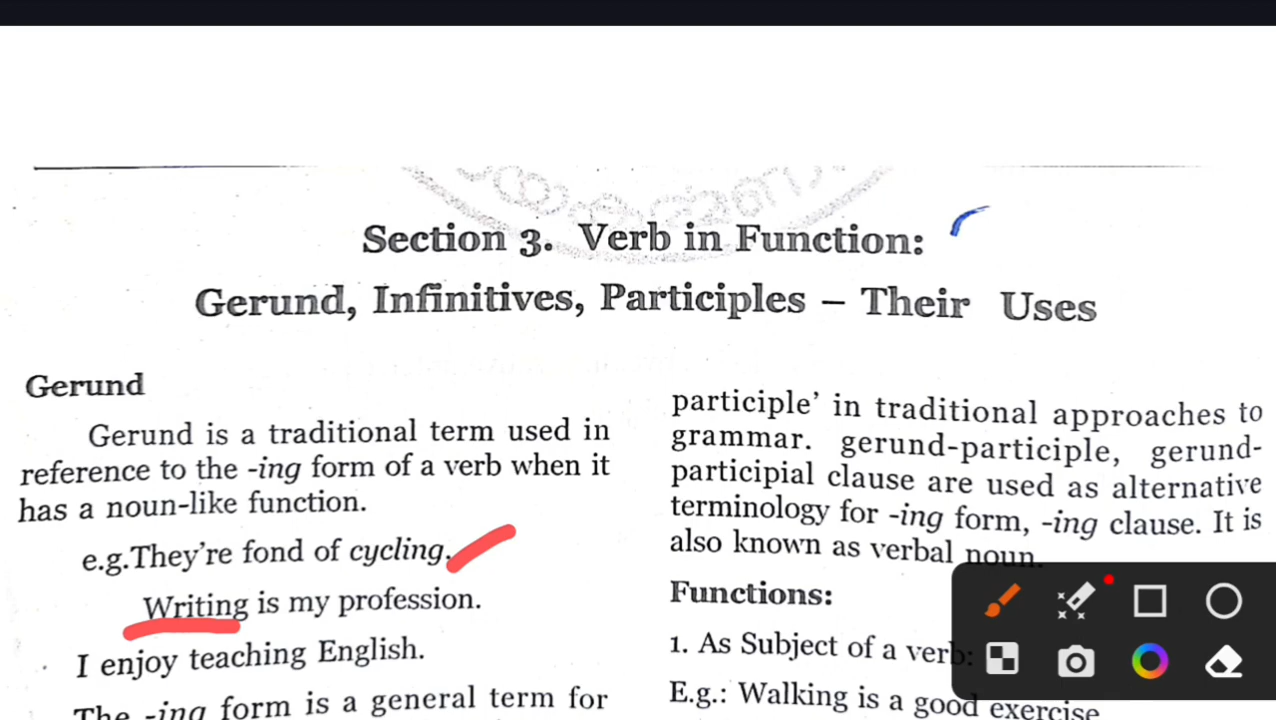 Section 3. Verb in Function:
Gerund, Infinitives, Participles – Their Uses
Gerund
Gerund is a traditional term used in
reference to the -ing form of a verb when it
has a noun-like function.
e.g.They're fond of cycling.
Writing is my profession.
I enjoy teaching English.
The -ing form is a general term for
participle' in traditional approaches to
grammar. gerund-participle, gerund-
participial clause are used as alternative
terminology for -ing form, -ing clause. It is
also known as verbal noun.
Functions:
1. As Subject of a verb:
E.g.: Walking is a good exercise